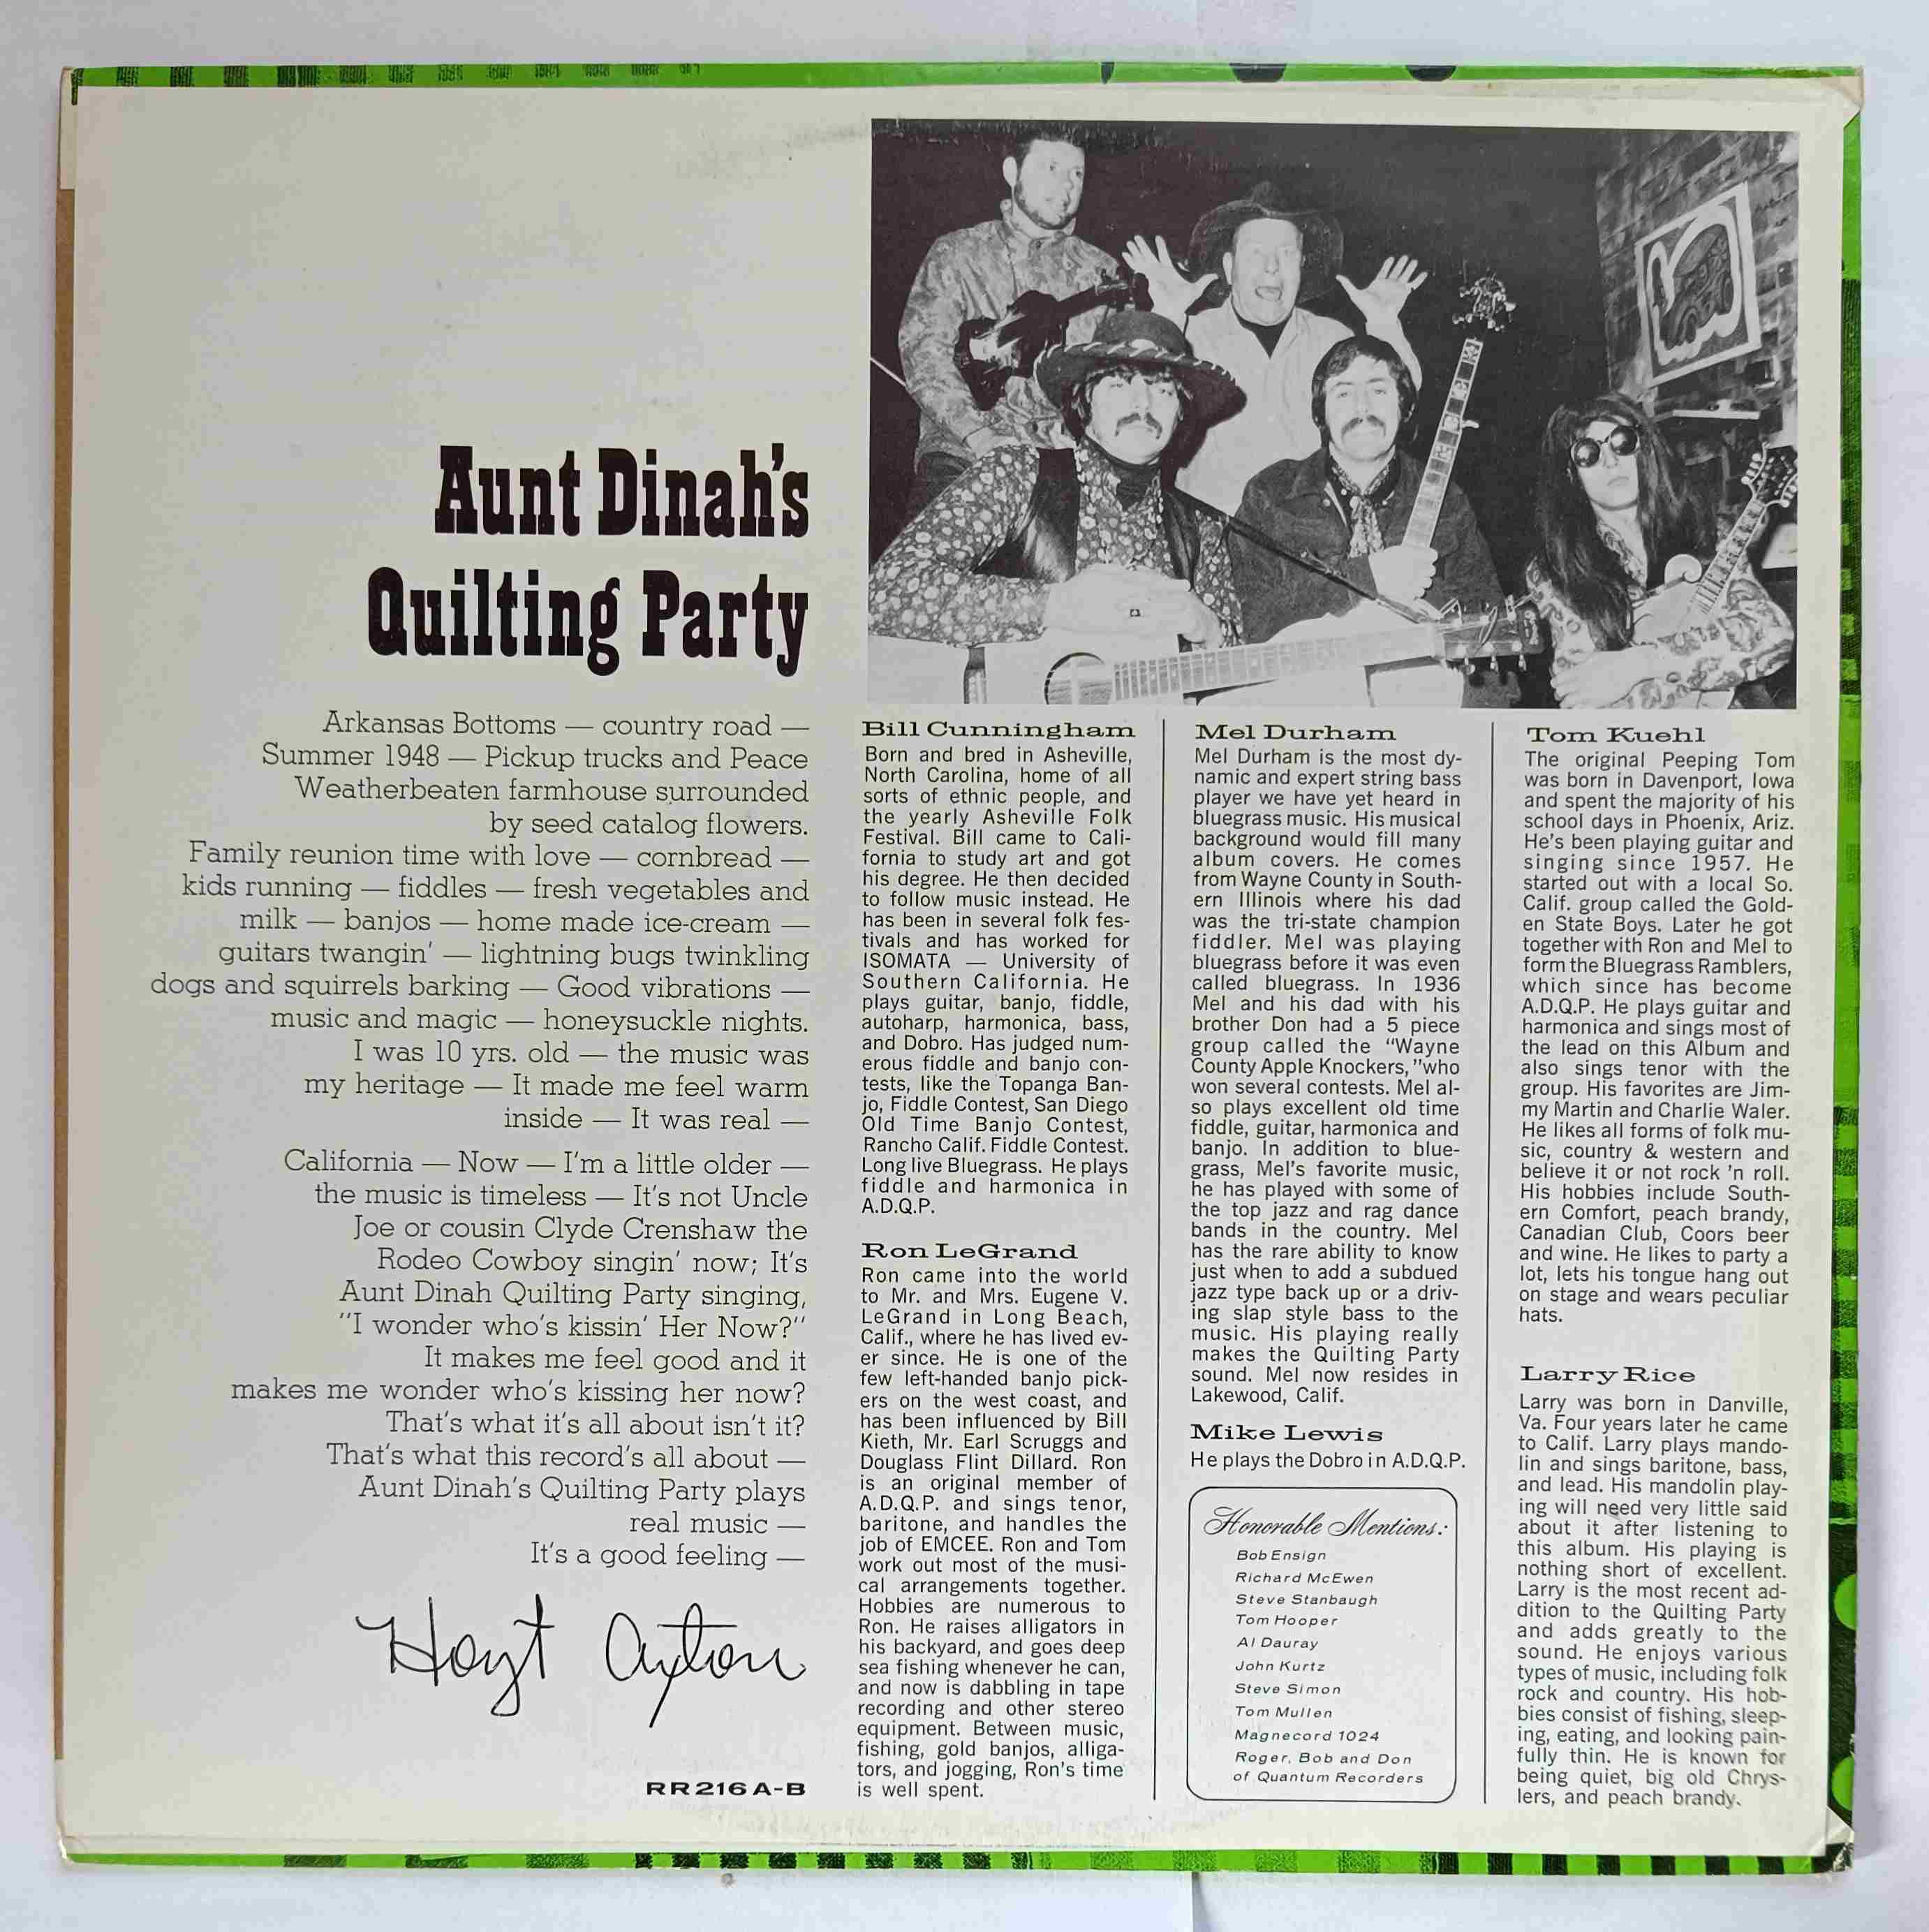 Aunt Dinah's
Quilting Party
Arkansas Bottoms — country road —
Summer 1948 — Pickup trucks and Peace
Weatherbeaten farmhouse surrounded
by seed catalog flowers.
Family reunion time with love — cornbread —
kids running — fiddles — fresh vegetables and
milk — banjos — home made ice-cream —
guitars twangin' — lightning bugs twinkling
dogs and squirrels barking — Good vibrations —
music and magic — honeysuckle nights.
I was 10 yrs. old — the music was
my heritage — It made me feel warm
inside — It was real —
California — Now — I'm a little older —
the music is timeless — It's not Uncle
Joe or cousin Clyde Crenshaw the
Rodeo Cowboy singin' now; It's
Aunt Dinah Quilting Party singing,
"I wonder who's kissin' Her Now?"
It makes me feel good and it
makes me wonder who's kissing her now?
That's what it's all about isn't it?
That's what this record's all about —
Aunt Dinah's Quilting Party plays
real music —
It's a good feeling —
Hoyt Axton
RR216 A-B
Bill Cunningham
Born and bred in Asheville,
North Carolina, home of all
sorts of ethnic people, and
the yearly Asheville Folk
Festival. Bill came to Cali-
fornia to study art and got
his degree. He then decided
to follow music instead. He
has been in several folk fes-
tivals and has worked for
ISOMATA — University of
Southern California. He
plays guitar, banjo, fiddle,
autoharp, harmonica, bass,
and Dobro. Has judged num-
erous fiddle and banjo con-
tests, like the Topanga Ban-
jo, Fiddle Contest, San Diego
Old Time Banjo Contest,
Rancho Calif. Fiddle Contest.
Long live Bluegrass. He plays
fiddle and harmonica in
A.D.Q.P.
Ron LeGrand
Ron came into the world
to Mr. and Mrs. Eugene V.
LeGrand in Long Beach,
Calif., where he has lived ev-
er since. He is one of the
few left-handed banjo pick-
ers on the west coast, and
has been influenced by Bill
Kieth, Mr. Earl Scruggs and
Douglass Flint Dillard. Ron
is an original member of
A.D.Q.P. and sings tenor,
baritone, and handles the
job of EMCEE. Ron and Tom
work out most of the musi-
cal arrangements together.
Hobbies are numerous to
Ron. He raises alligators in
his backyard, and goes deep
sea fishing whenever he can,
and now is dabbling in tape
recording and other stereo
equipment. Between music,
fishing, gold banjos, alliga-
tors, and jogging, Ron's time
is well spent.
Mel Durham
Mel Durham is the most dy-
namic and expert string bass
player we have yet heard in
bluegrass music. His musical
background would fill many
album covers. He comes
from Wayne County in South-
ern Illinois where his dad
was the tri-state champion
fiddler. Mel was playing
bluegrass before it was even
called bluegrass. In 1936
Mel and his dad with his
brother Don had a 5 piece
group called the "Wayne
County Apple Knockers,"who
won several contests. Mel al-
so plays excellent old time
fiddle, guitar, harmonica and
banjo. In addition to blue-
grass, Mel's favorite music,
he has played with some of
the top jazz and rag dance
bands in the country. Mel
has the rare ability to know
just when to add a subdued
jazz type back up or a driv-
ing slap style bass to the
music. His playing really
makes the Quilting Party
sound. Mel now resides in
Lakewood, Calif.
Mike Lewis
He plays the Dobro in A.D.Q.P.
Honorable Mentions:
Bob Ensign
Richard McEwen
Steve Stanbaugh
Tom Hooper
Al Dauray
John Kurtz
Steve Simon
Tom Mullen
Magnecord 1024
Roger, Bob and Don
of Quantum Recorders
Tom Kuehl
The original Peeping Tom
was born in Davenport, Iowa
and spent the majority of his
school days in Phoenix, Ariz.
He's been playing guitar and
singing since 1957. He
started out with a local So.
Calif. group called the Gold-
en State Boys. Later he got
together with Ron and Mel to
form the Bluegrass Ramblers,
which since has become
A.D.Q.P. He plays guitar and
harmonica and sings most of
the lead on this Album and
also sings tenor with the
group. His favorites are Jim-
my Martin and Charlie Waler.
He likes all forms of folk mu-
sic, country & western and
believe it or not rock 'n roll.
His hobbies include South-
ern Comfort, peach brandy,
Canadian Club, Coors beer
and wine. He likes to party a
lot, lets his tongue hang out
on stage and wears peculiar
hats.
Larry Rice
Larry was born in Danville,
Va. Four years later he came
to Calif. Larry plays mando-
lin and sings baritone, bass,
and lead. His mandolin play-
ing will need very little said
about it after listening to
this album. His playing is
nothing short of excellent.
Larry is the most recent ad-
dition to the Quilting Party
and adds greatly to the
sound. He enjoys various
types of music, including folk
rock and country. His hob-
bies consist of fishing, sleep-
ing, eating, and looking pain-
fully thin. He is known for
being quiet, big old Chrys-
lers, and peach brandy.